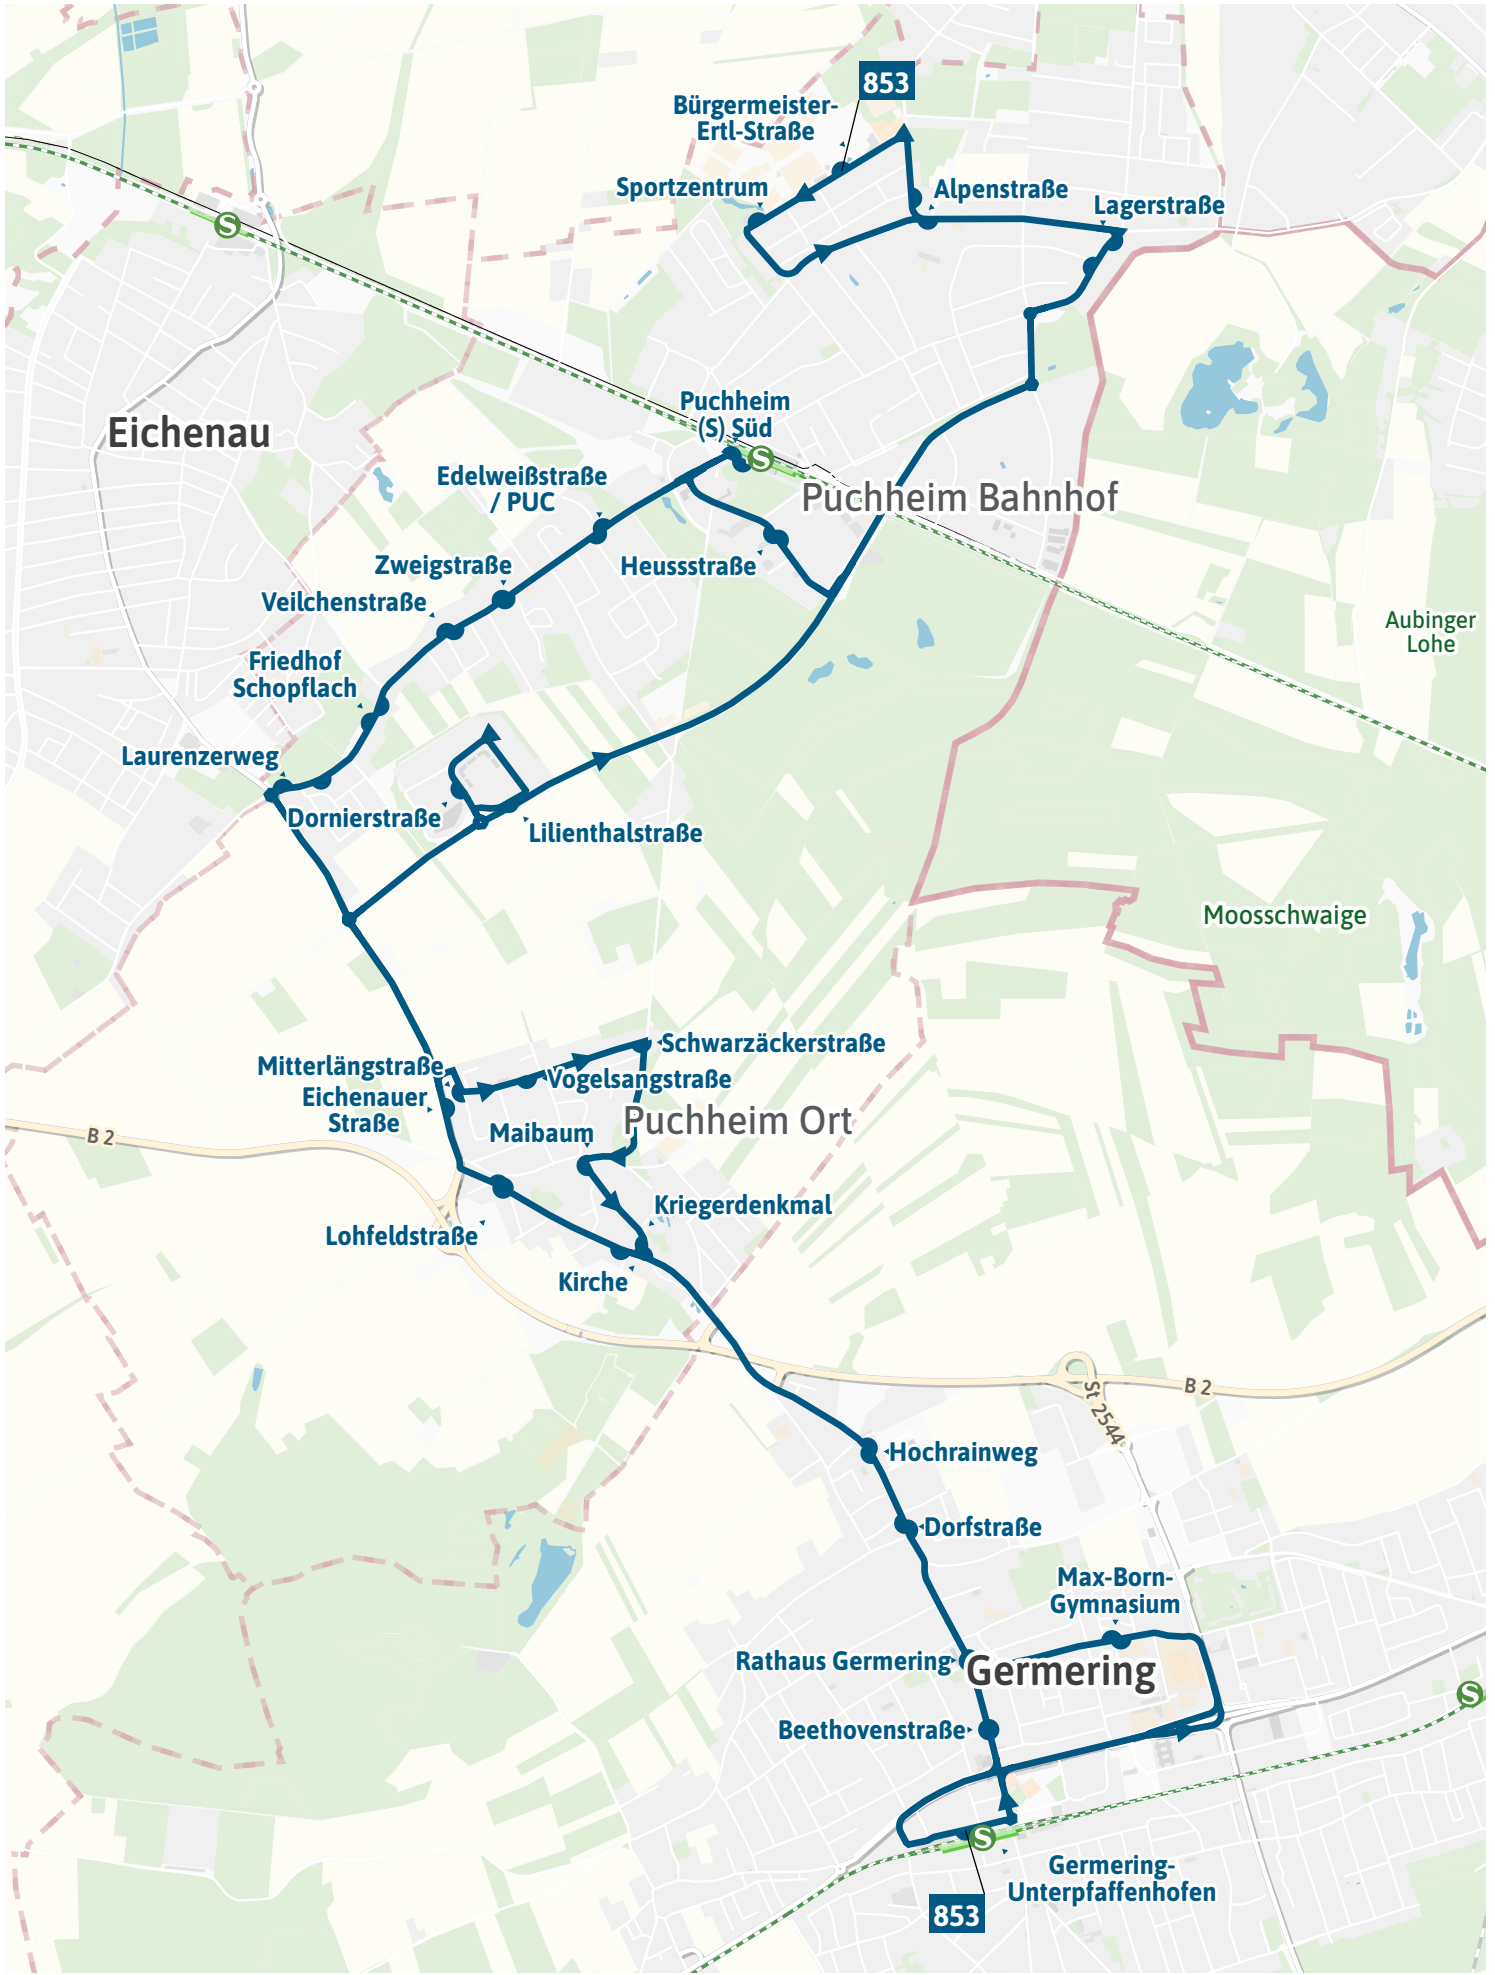 853
Bürgermeister-
Ertl-Straße
Sportzentrum
Alpenstraße
Lagerstraße
S
Puchheim
(S) Süd
S
Eichenau
Edelweißstraße
/ PUC
Puchheim Bahnhof
Zweigstraße
Heussstraße
Veilchenstraße
Aubinger
Lohe
Friedhof
Schopflach
Laurenzerweg
Dornierstraße
Lilienthalstraße
Moosschwaige
Schwarzäckerstraße
Mitterlängstraße
Vogelsangstraße
Eichenauer
Straße
Puchheim Ort
B 2
Maibaum
Kriegerdenkmal
Lohfeldstraße
Kirche
B 2
St 2544
Hochrainweg
Dorfstraße
Max-Born-
Gymnasium
Rathaus Germering
Germering
S
Beethovenstraße
S
Germering-
Unterpfaffenhofen
853